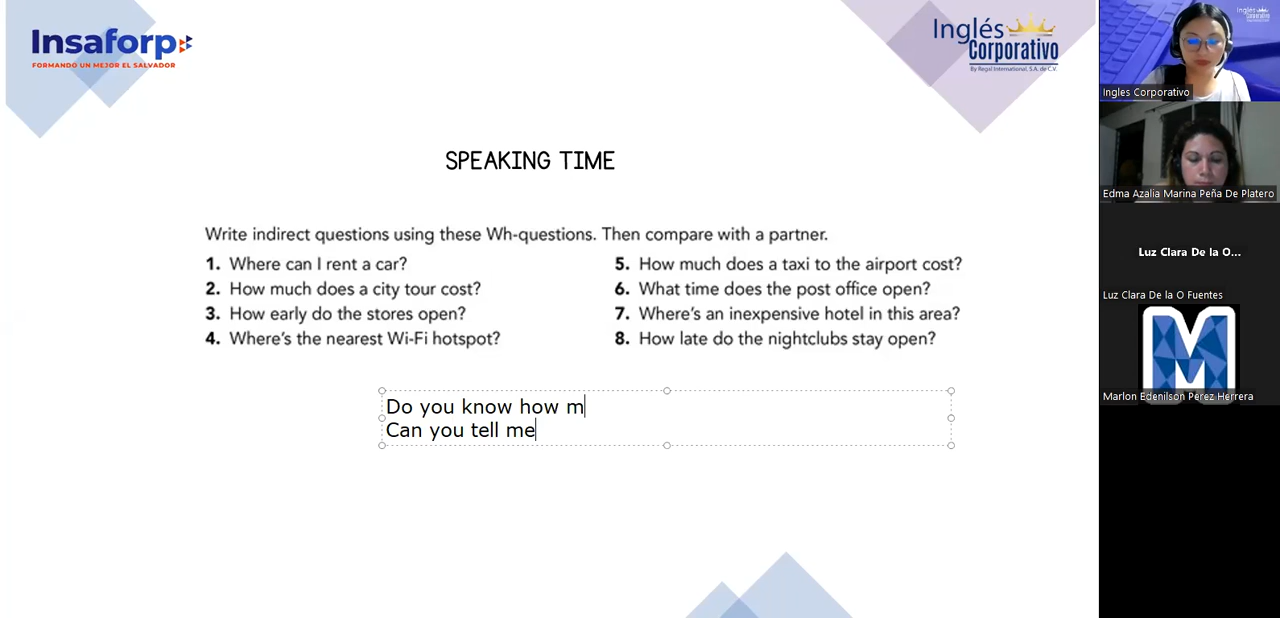 Insaforp
FORMANDO UN MEJOR EL SALVADOR
Inglés
Corporativo
By Regal International, S.A. de C.V.
SPEAKING TIME
Write indirect questions using these Wh-questions. Then compare with a partner.
1. Where can I rent a car?
2. How much does a city tour cost?
3. How early do the stores open?
4. Where's the nearest Wi-Fi hotspot?
5. How much does a taxi to the airport cost?
6. What time does the post office open?
7. Where's an inexpensive hotel in this area?
8. How late do the nightclubs stay open?
Do you know how m
Can you tell me
Inglés
Corporativo
Ingles Corporativo
Edma Azalia Marina Peña De Platero
Luz Clara De la O...
Luz Clara De la O Fuentes
M
Marlon Edenilson Perez Herrera